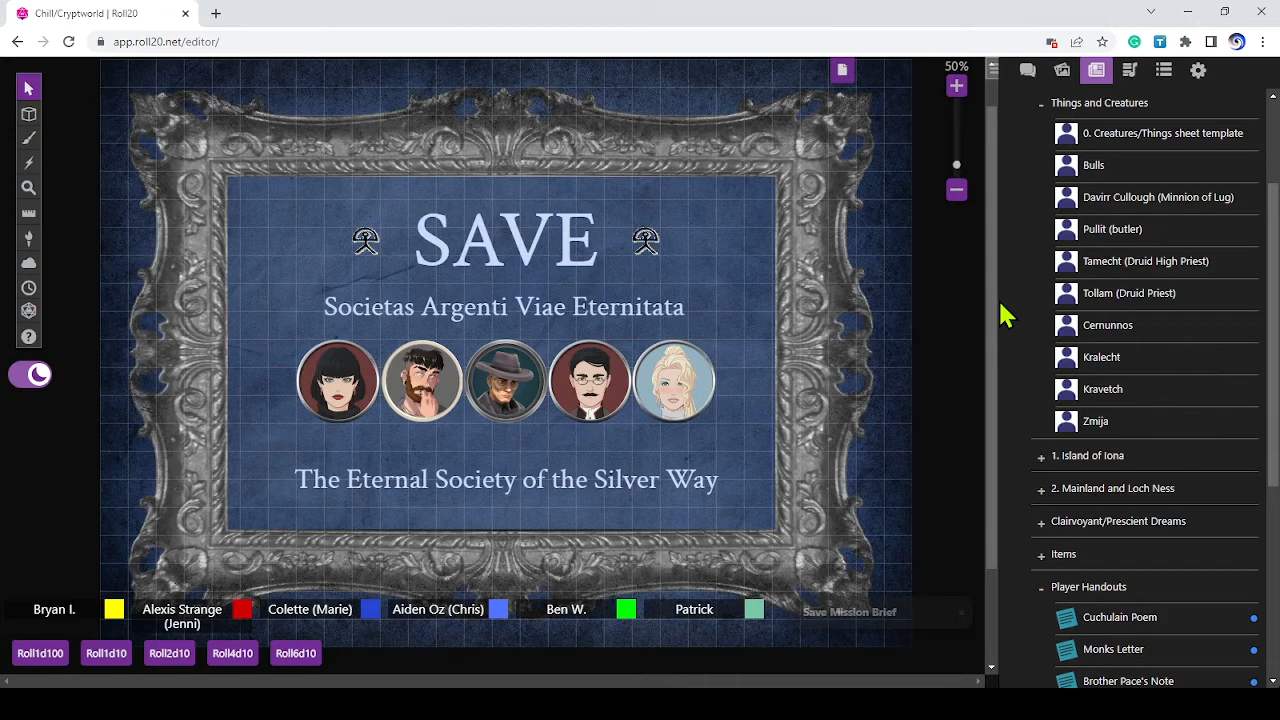 Chill/Cryptworld | Roll20
app.roll20.net/editor/
50%
SAVE
Societas Argenti Viae Eternitata
The Eternal Society of the Silver Way
Bryan I.
Alexis Strange
(Jenni)
Colette (Marie)
Aiden Oz (Chris)
Ben W.
Patrick
Save Mission Brief
Roll1d100
Roll1d10
Roll2d10
Roll4d10
Roll6d10
Things and Creatures
0. Creatures/Things sheet template
Bulls
Davirr Cullough (Minnion of Lug)
Pullit (butler)
Tamecht (Druid High Priest)
Tollam (Druid Priest)
Cernunnos
Kralecht
Kravetch
Zmija
1. Island of Iona
2. Mainland and Loch Ness
Clairvoyant/Prescient Dreams
Items
Player Handouts
Cuchulain Poem
Monks Letter
Brother Pace's Note